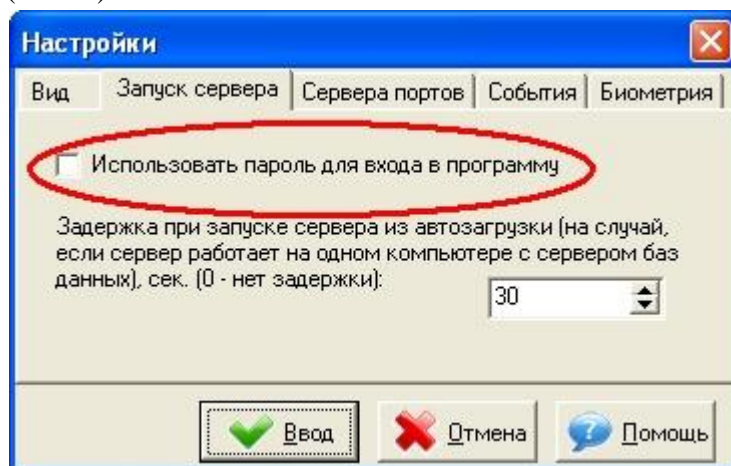 Настройки
Вид Запуск сервера Сервера портов События Биометрия
Использовать пароль для входа в программу
Задержка при запуске сервера из автозагрузки (на случай,
если сервер работает на одном компьютере с сервером баз
данных), сек. (0 - нет задержки):
30
Ввод Отмена Помощь